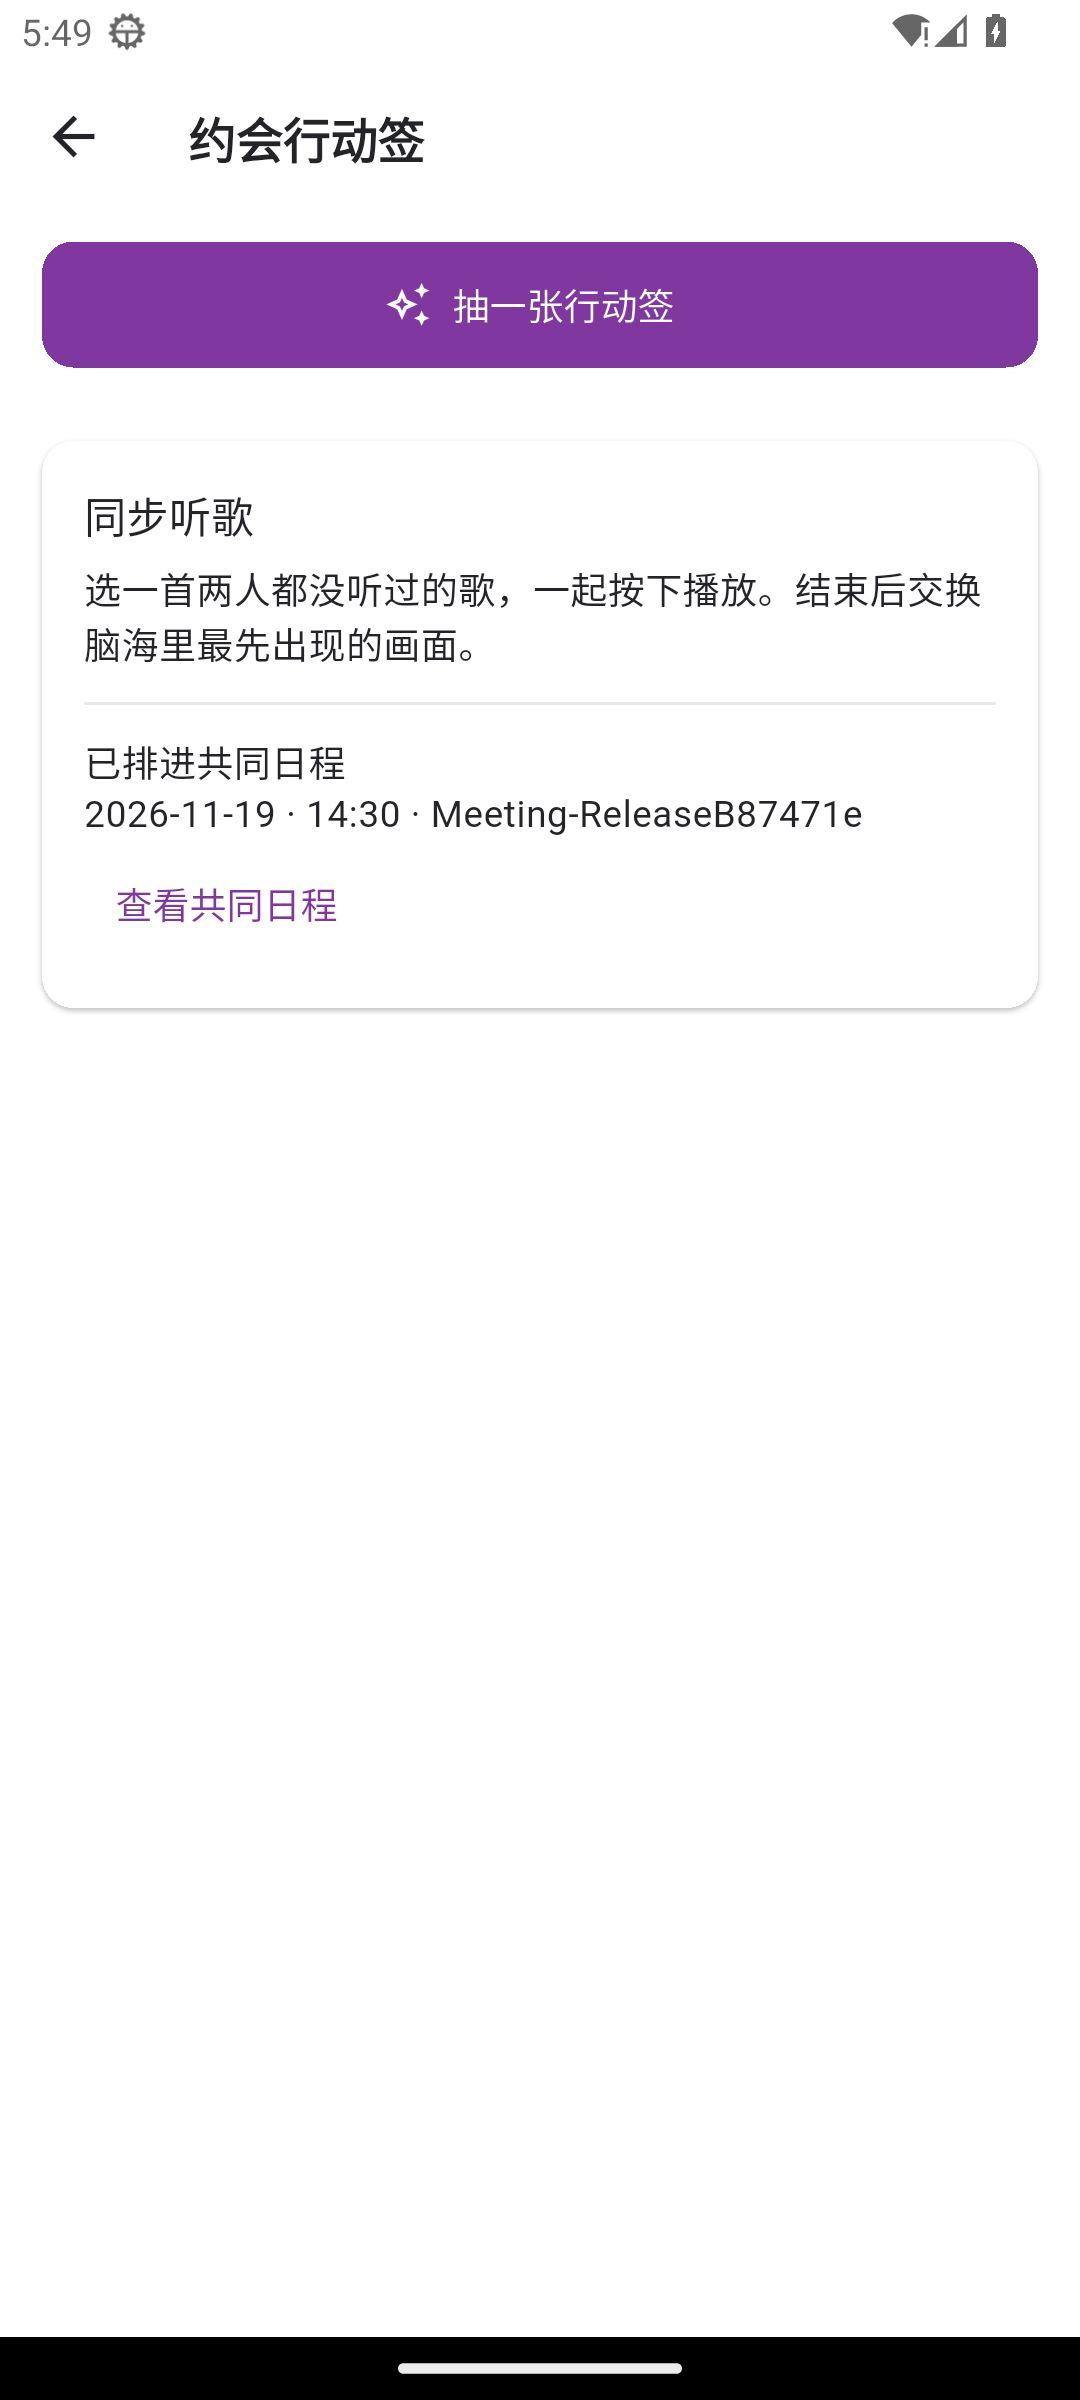 5:49
约会行动签
抽一张行动签
同步听歌
选一首两人都没听过的歌，一起按下播放。结束后交换
脑海里最先出现的画面。
已排进共同日程
2026-11-19 · 14:30 · Meeting-ReleaseB87471e
查看共同日程